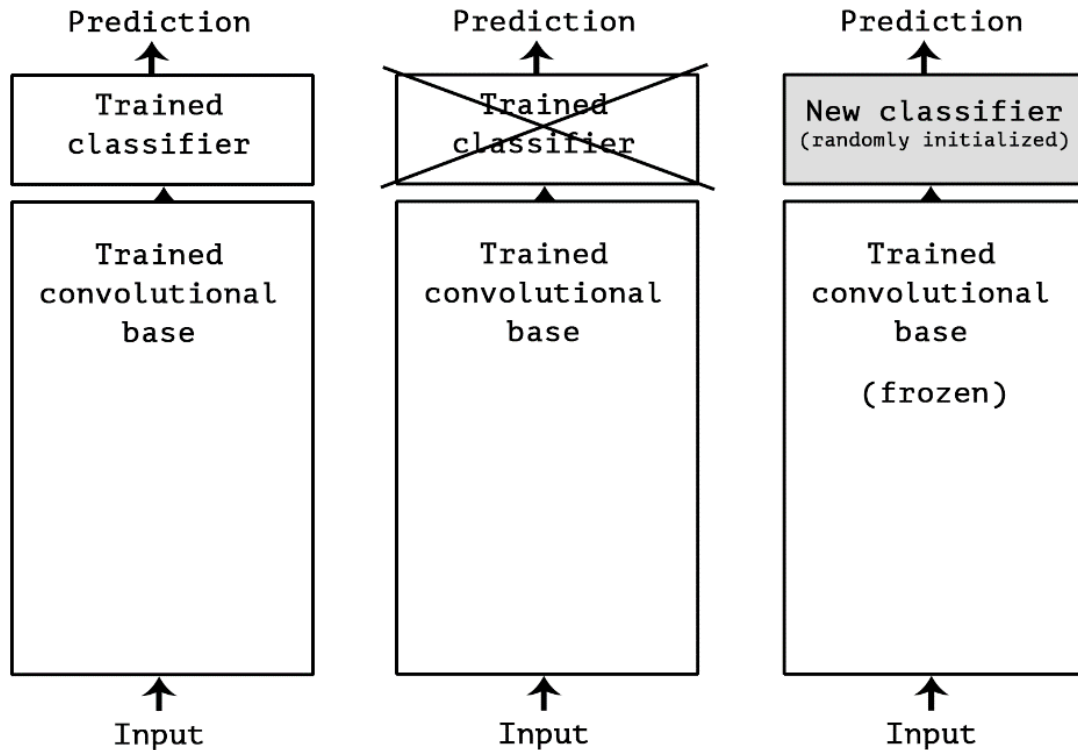 Prediction
Trained
classifier
Trained
convolutional
base
Input
Prediction
Trained
classifier
Trained
convolutional
base
Input
Prediction
New classifier
(randomly initialized)
Trained
convolutional
base
(frozen)
Input